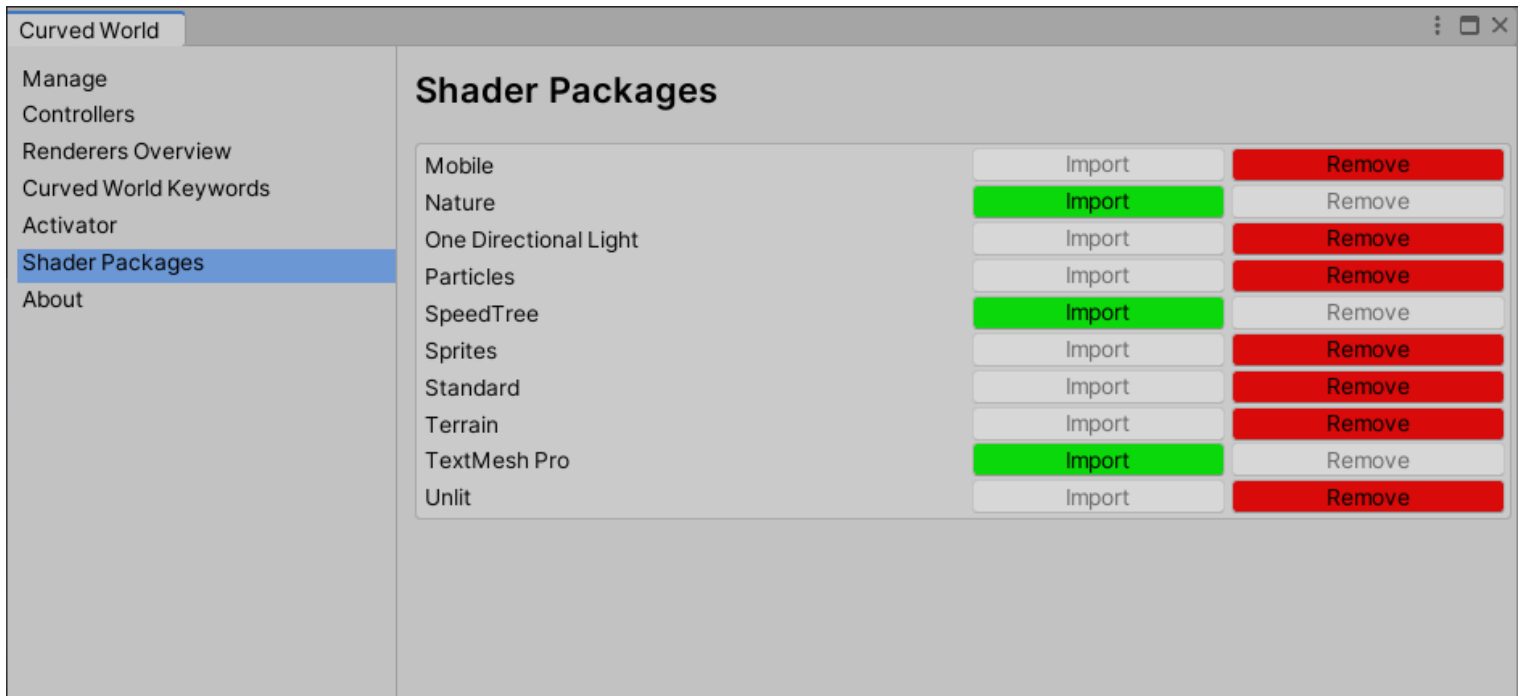 Curved World
Manage
Controllers
Renderers Overview
Curved World Keywords
Activator
Shader Packages
About
Shader Packages
Mobile Import Remove
Nature Import Remove
One Directional Light Import Remove
Particles Import Remove
SpeedTree Import Remove
Sprites Import Remove
Standard Import Remove
Terrain Import Remove
TextMesh Pro Import Remove
Unlit Import Remove